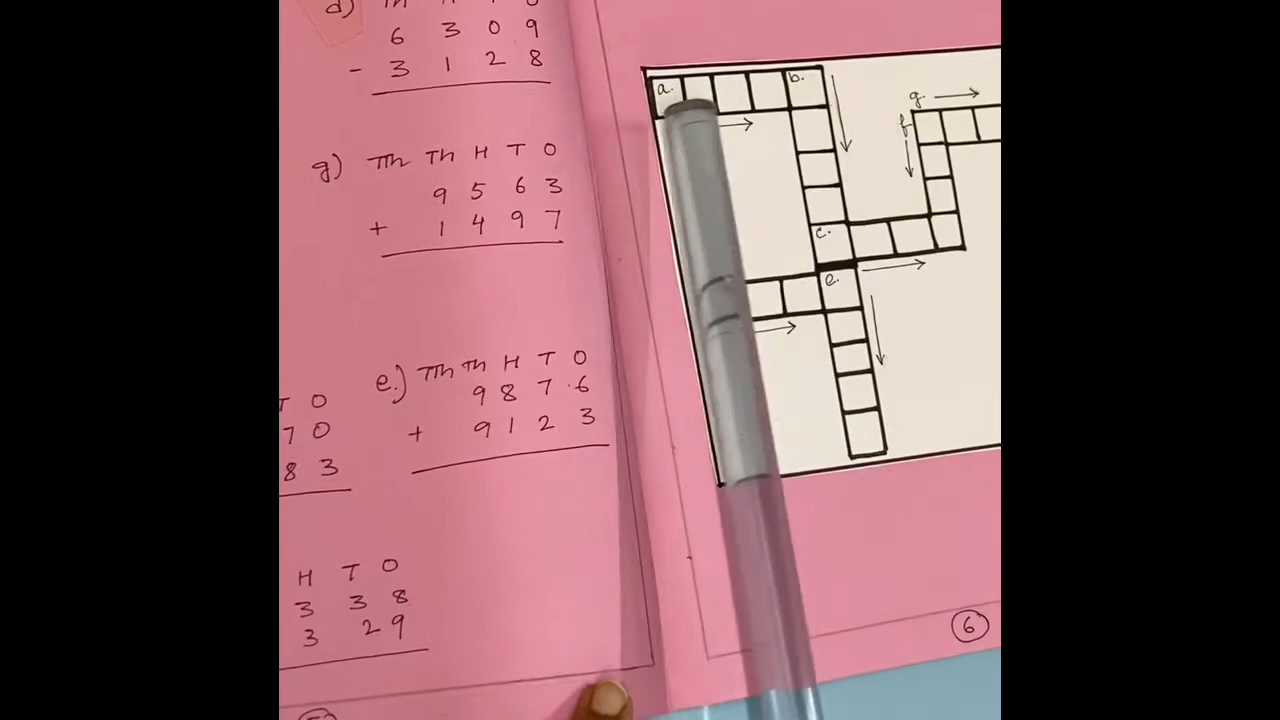 d)
6 3 0 9
- 3 1 2 8
g) TTh Th H T O
9 5 6 3
+ 1 4 9 7
e.) TTh Th H T O
9 8 7 6
+ 9 1 2 3
T O
7 0
8 3
H T O
3 3 8
3 2 9
a.
b.
g.
f
c.
e.
6